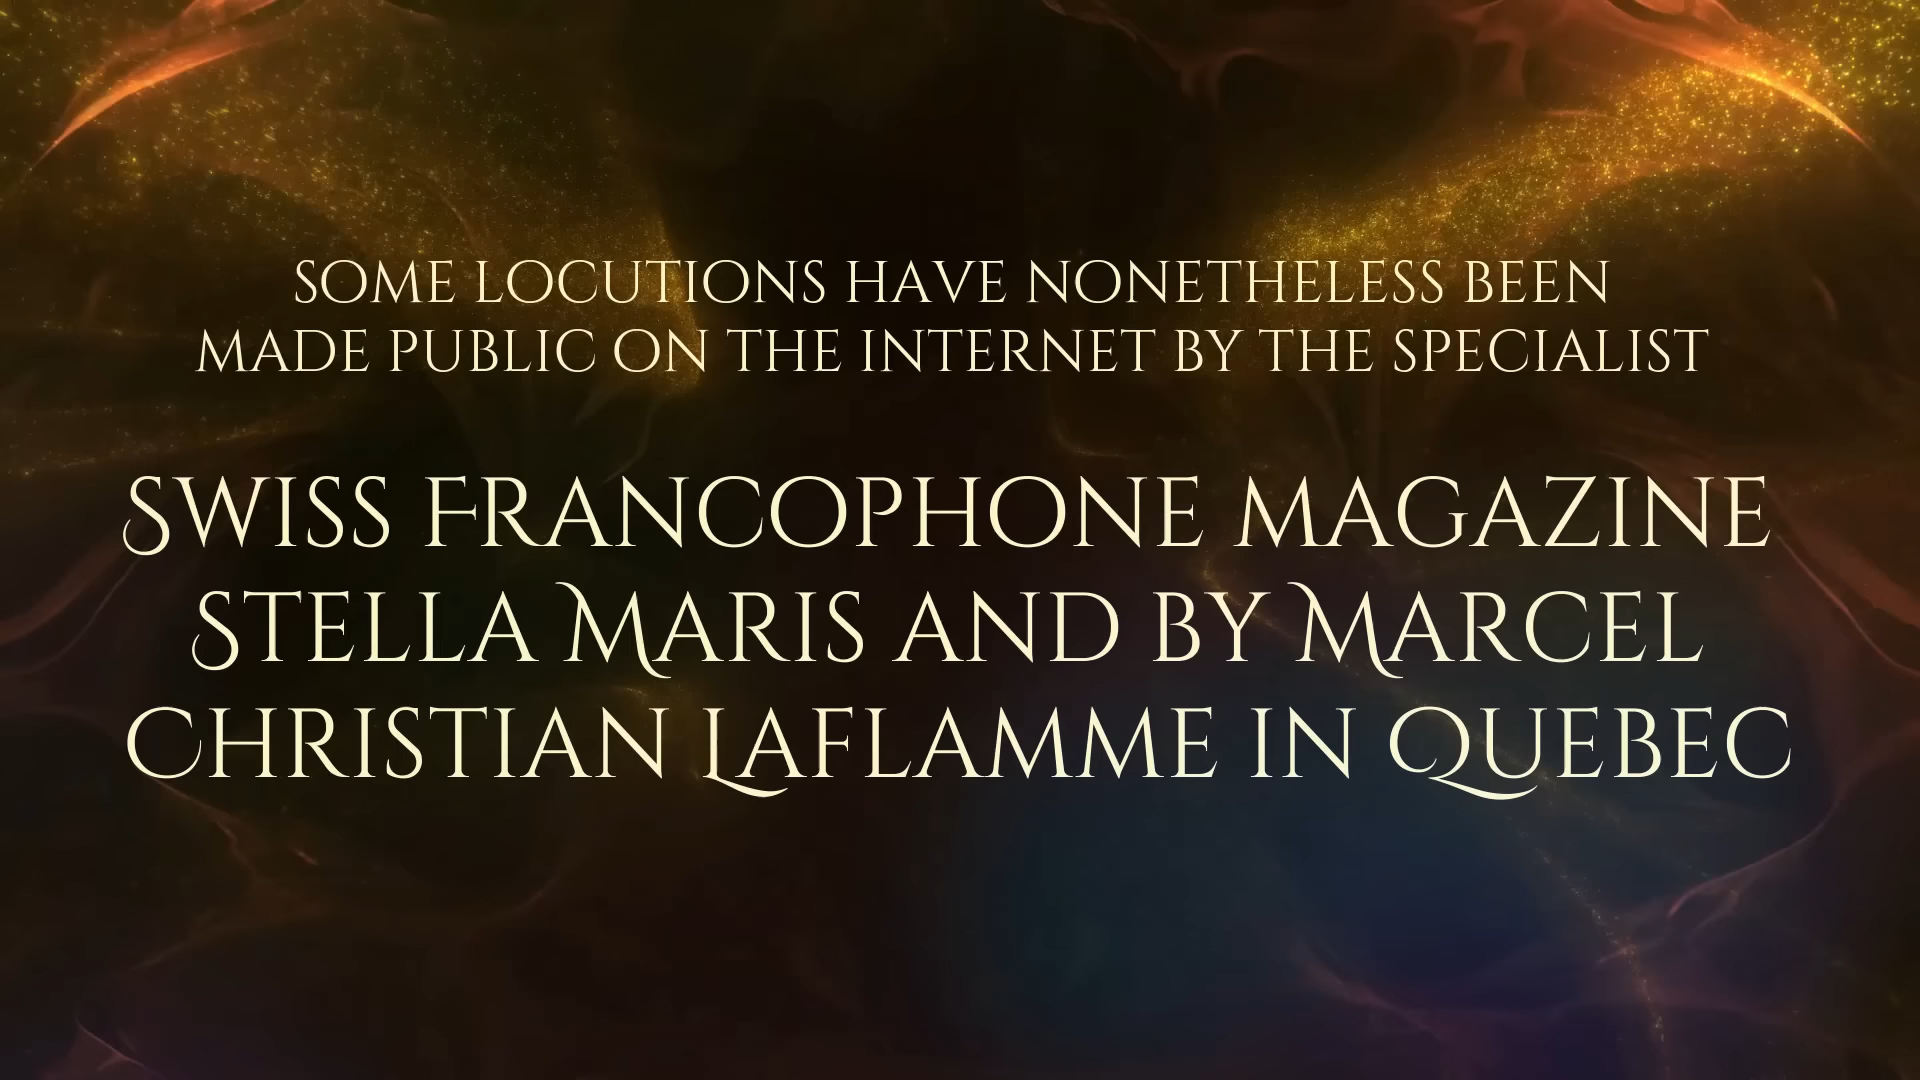 SOME LOCUTIONS HAVE NONETHELESS BEEN
MADE PUBLIC ON THE INTERNET BY THE SPECIALIST
SWISS FRANCOPHONE MAGAZINE
STELLA MARIS AND BY MARCEL
CHRISTIAN LAFLAMME IN QUEBEC